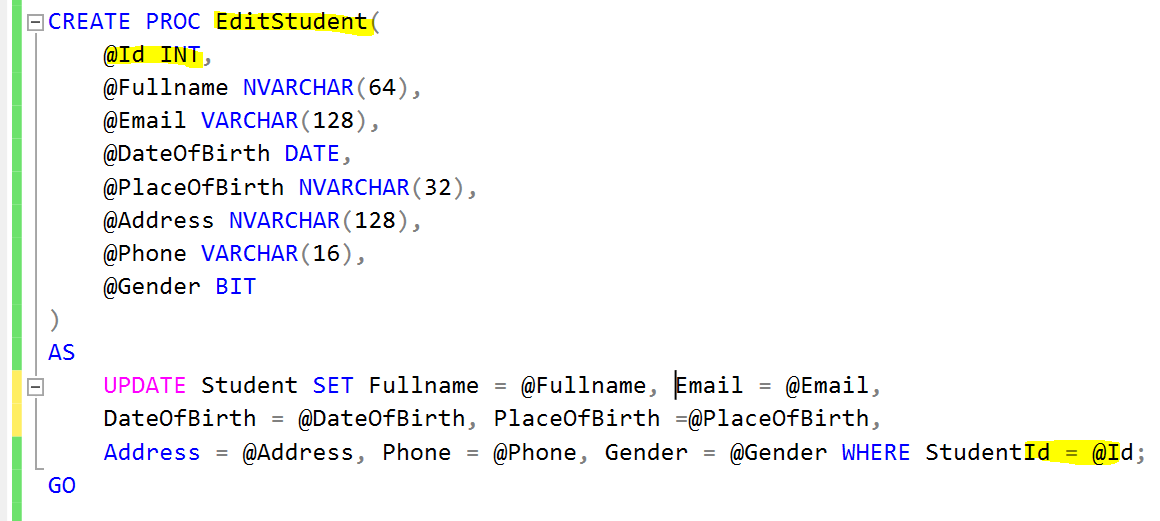 CREATE PROC EditStudent(
@Id INT,
@Fullname NVARCHAR(64),
@Email VARCHAR(128),
@DateOfBirth DATE,
@PlaceOfBirth NVARCHAR(32),
@Address NVARCHAR(128),
@Phone VARCHAR(16),
@Gender BIT
)
AS
UPDATE Student SET Fullname = @Fullname, Email = @Email,
DateOfBirth = @DateOfBirth, PlaceOfBirth =@PlaceOfBirth,
Address = @Address, Phone = @Phone, Gender = @Gender WHERE StudentId = @Id;
GO